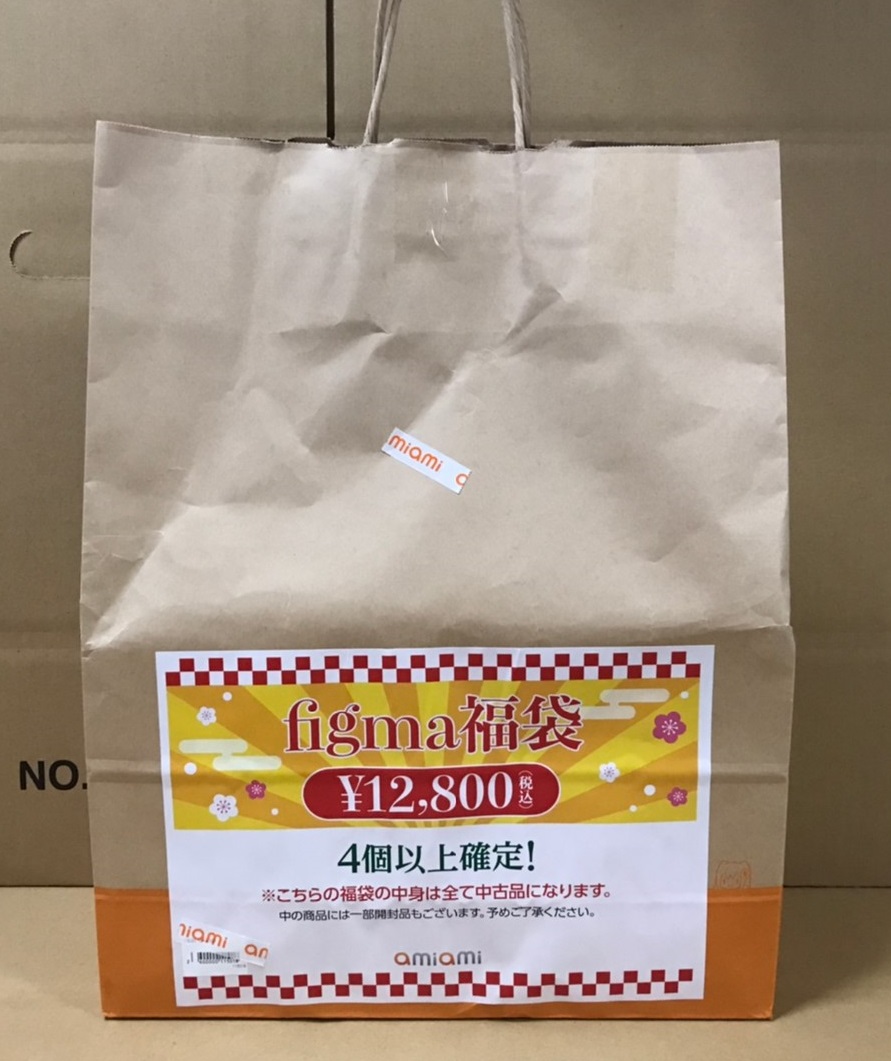 miami a
NO.
figma福袋
¥12,800(税込)
4個以上確定!
※こちらの福袋の中身は全て中古品になります。
中の商品には一部開封品もございます。予めご了承ください。
miami am
amiami